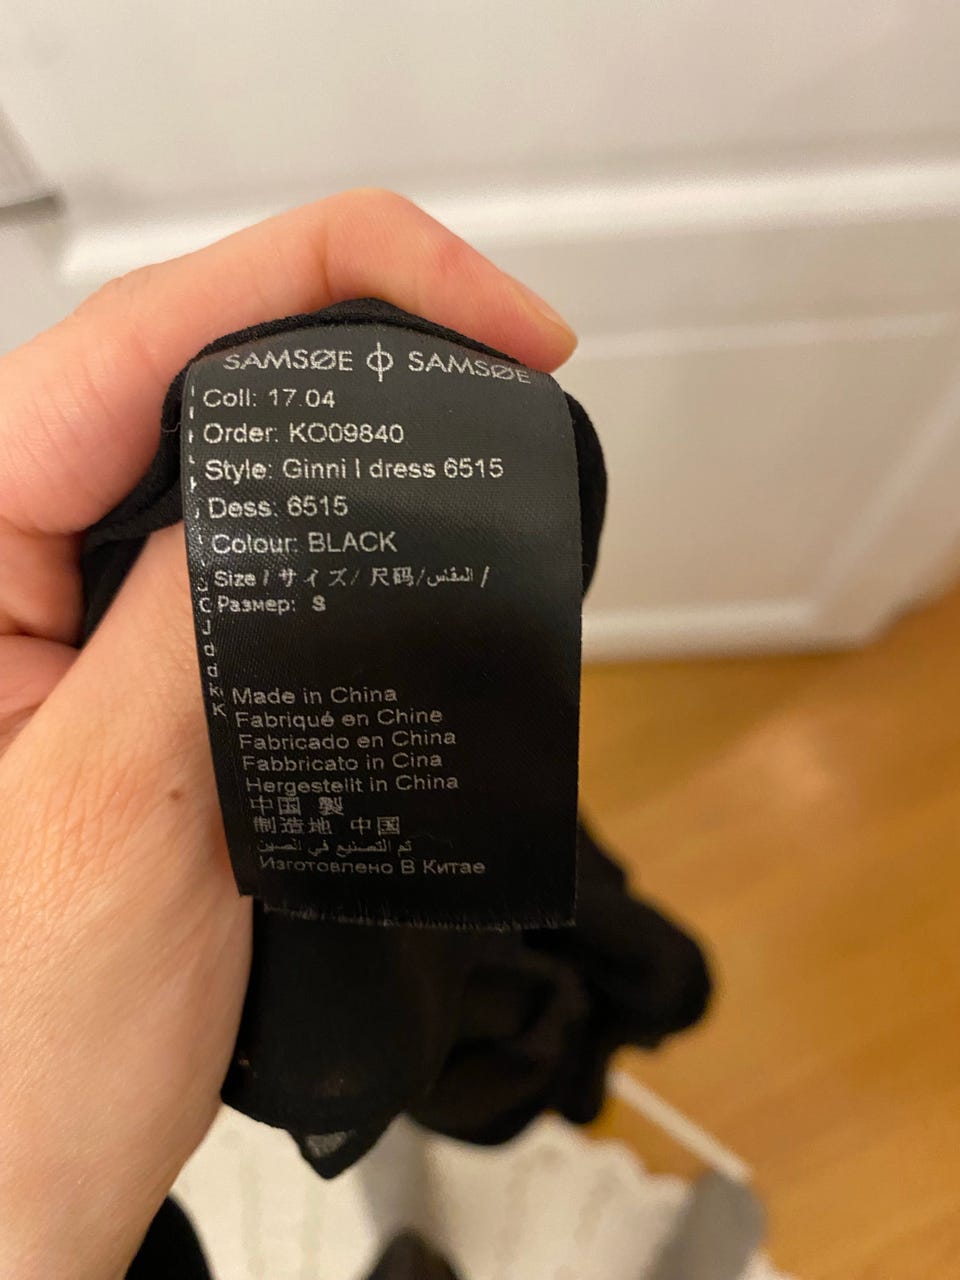 SAMSØE ф SAMSØE
Coll: 17.04
Order: KO09840
Style: Ginni l dress 6515
Dess: 6515
Colour: BLACK
Size / サイズ/ 尺码/المقاس /
Размер: S
Made in China
Fabriqué en Chine
Fabricado en China
Fabbricato in Cina
Hergestellt in China
中国 製
制造地 中国
تم التصنيع في الصين
Изготовлено В Китае